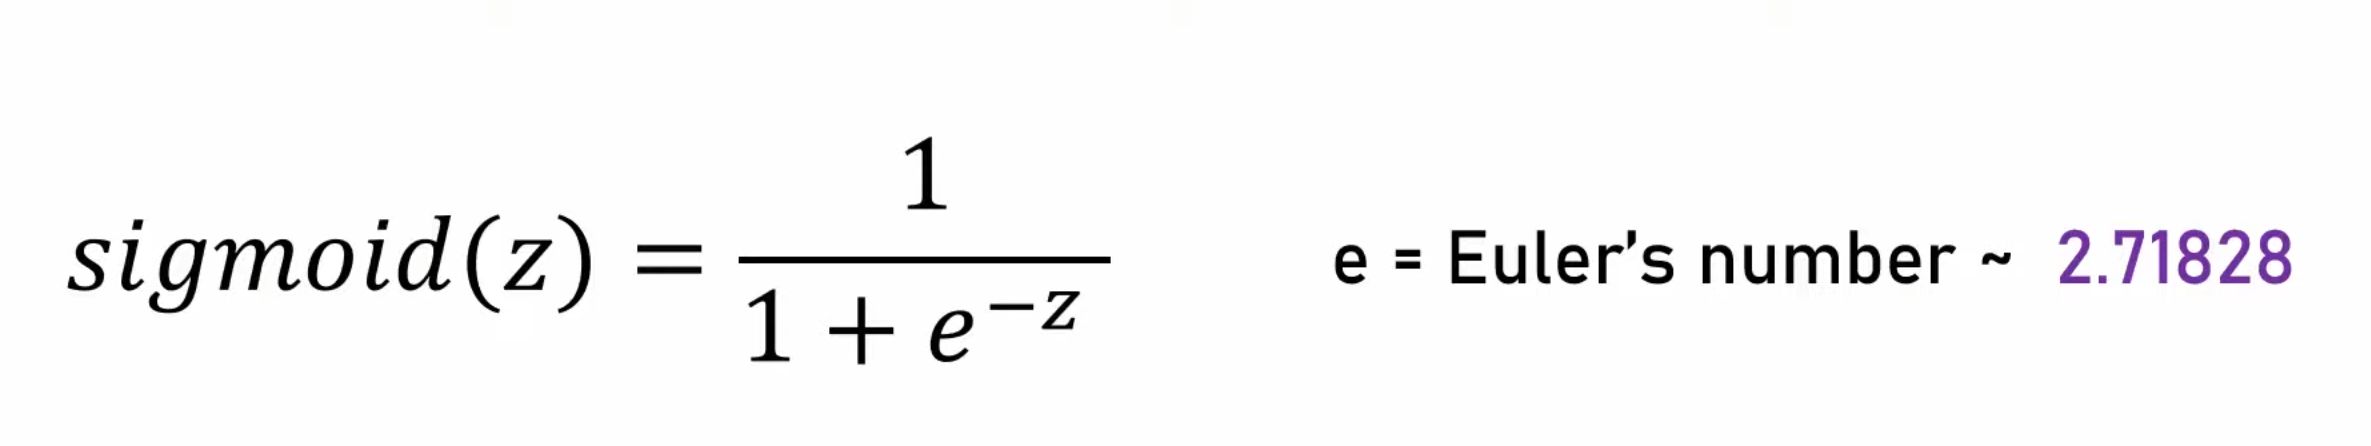 sigmoid(z) = 1 / (1 + e^{−z})
e = Euler's number ~ 2.71828